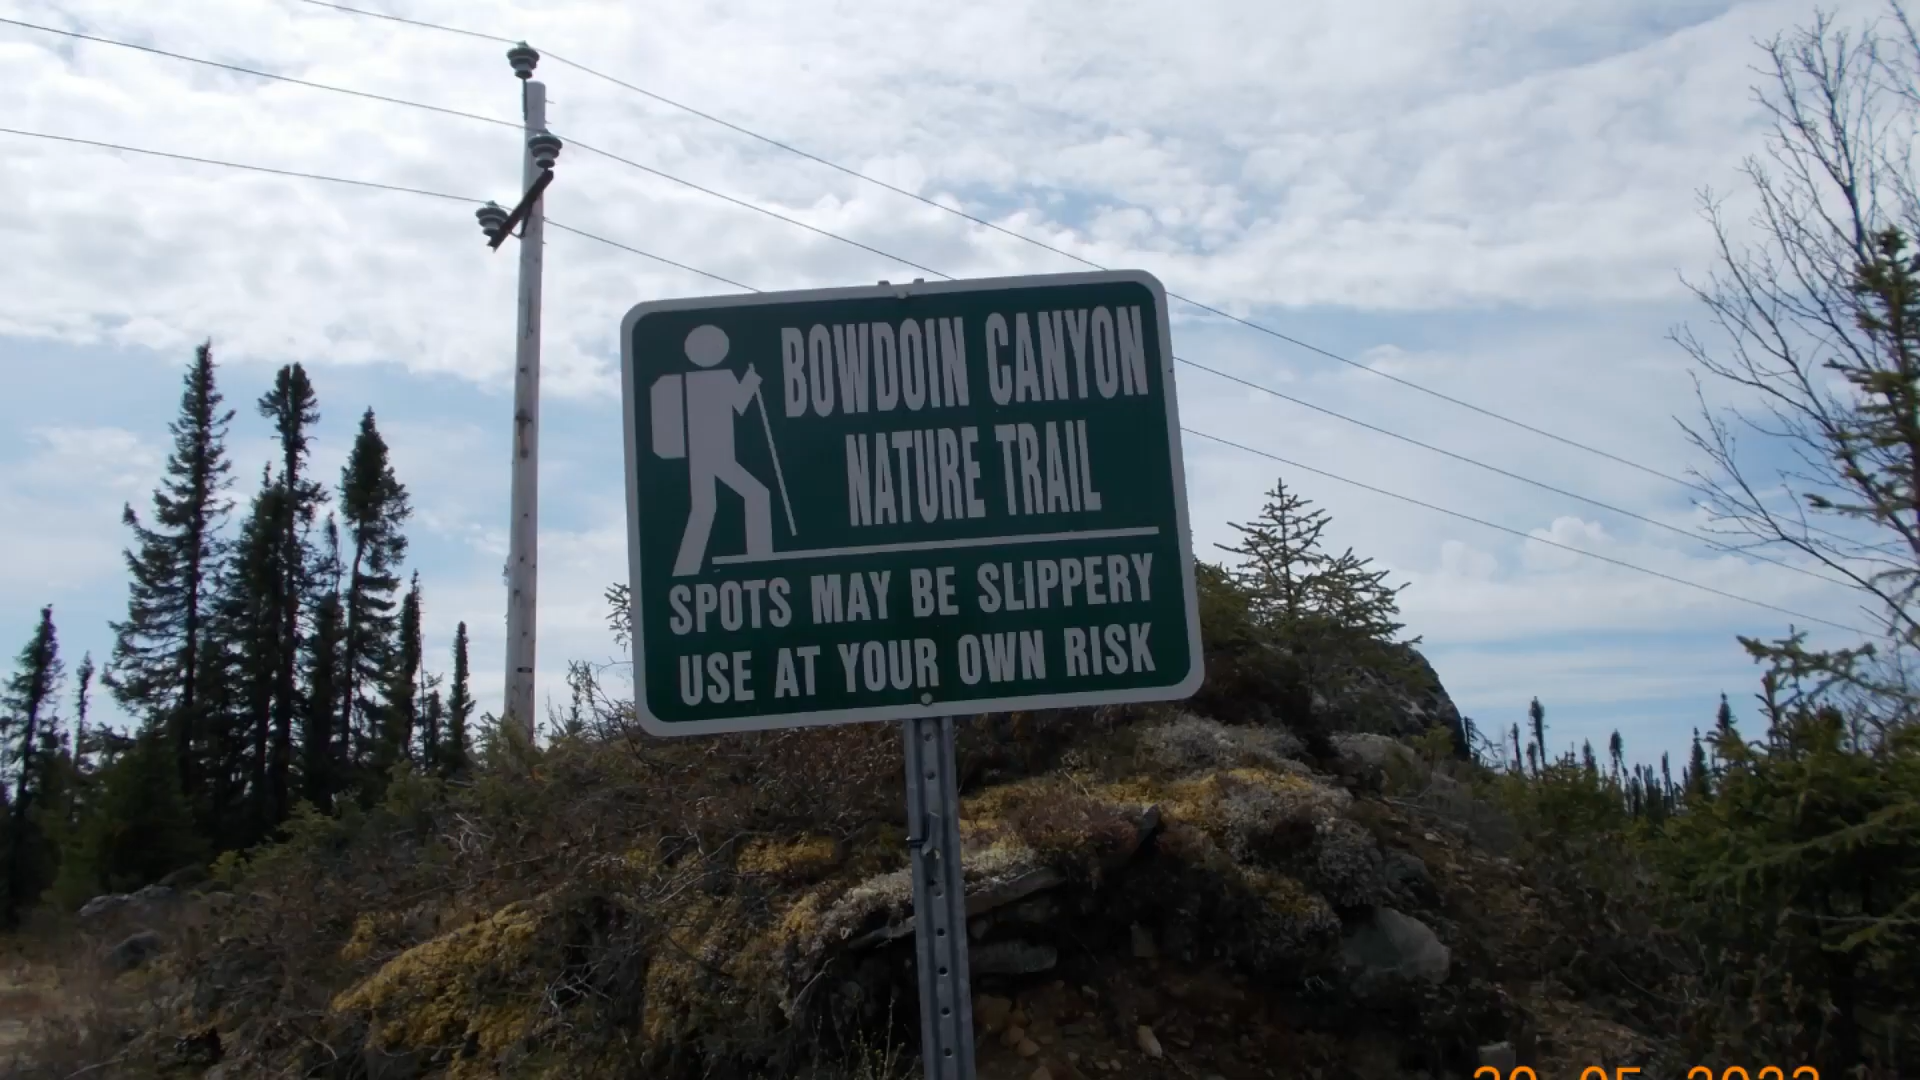 BOWDOIN CANYON
NATURE TRAIL
SPOTS MAY BE SLIPPERY
USE AT YOUR OWN RISK